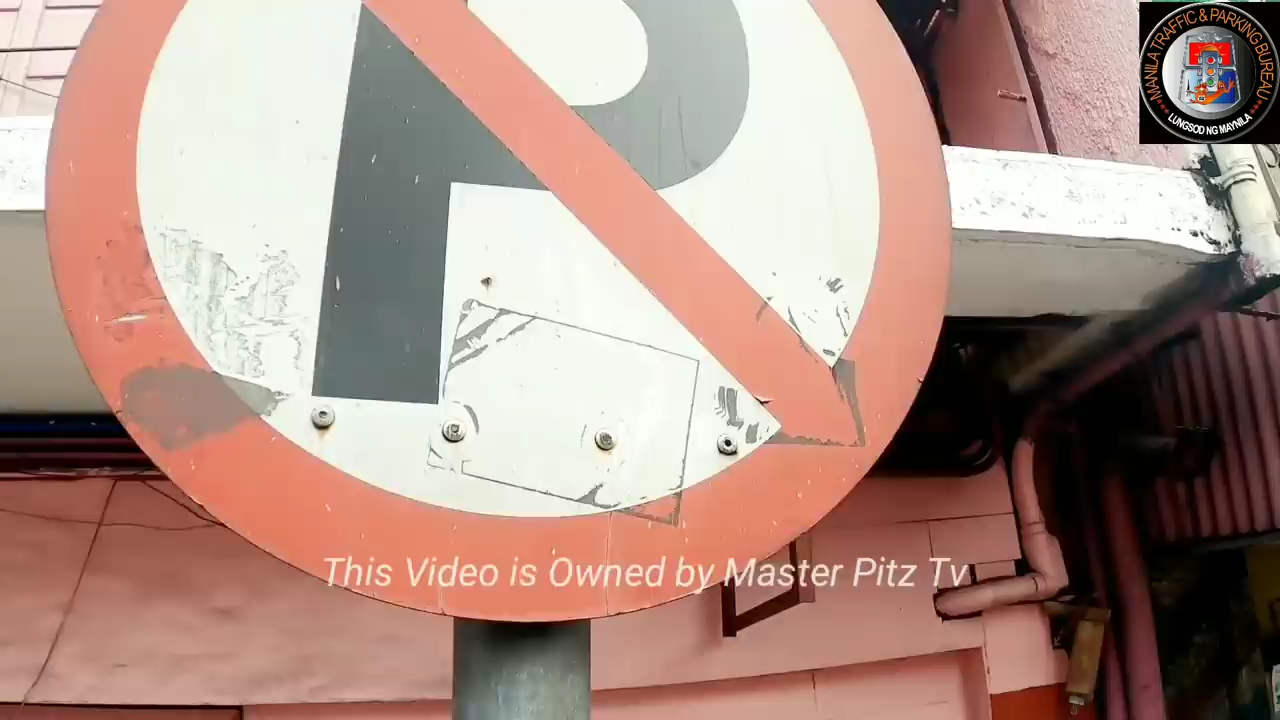 P
MANILA TRAFFIC & PARKING BUREAU
LUNGSOD NG MAYNILA
This Video is Owned by Master Pitz Tv